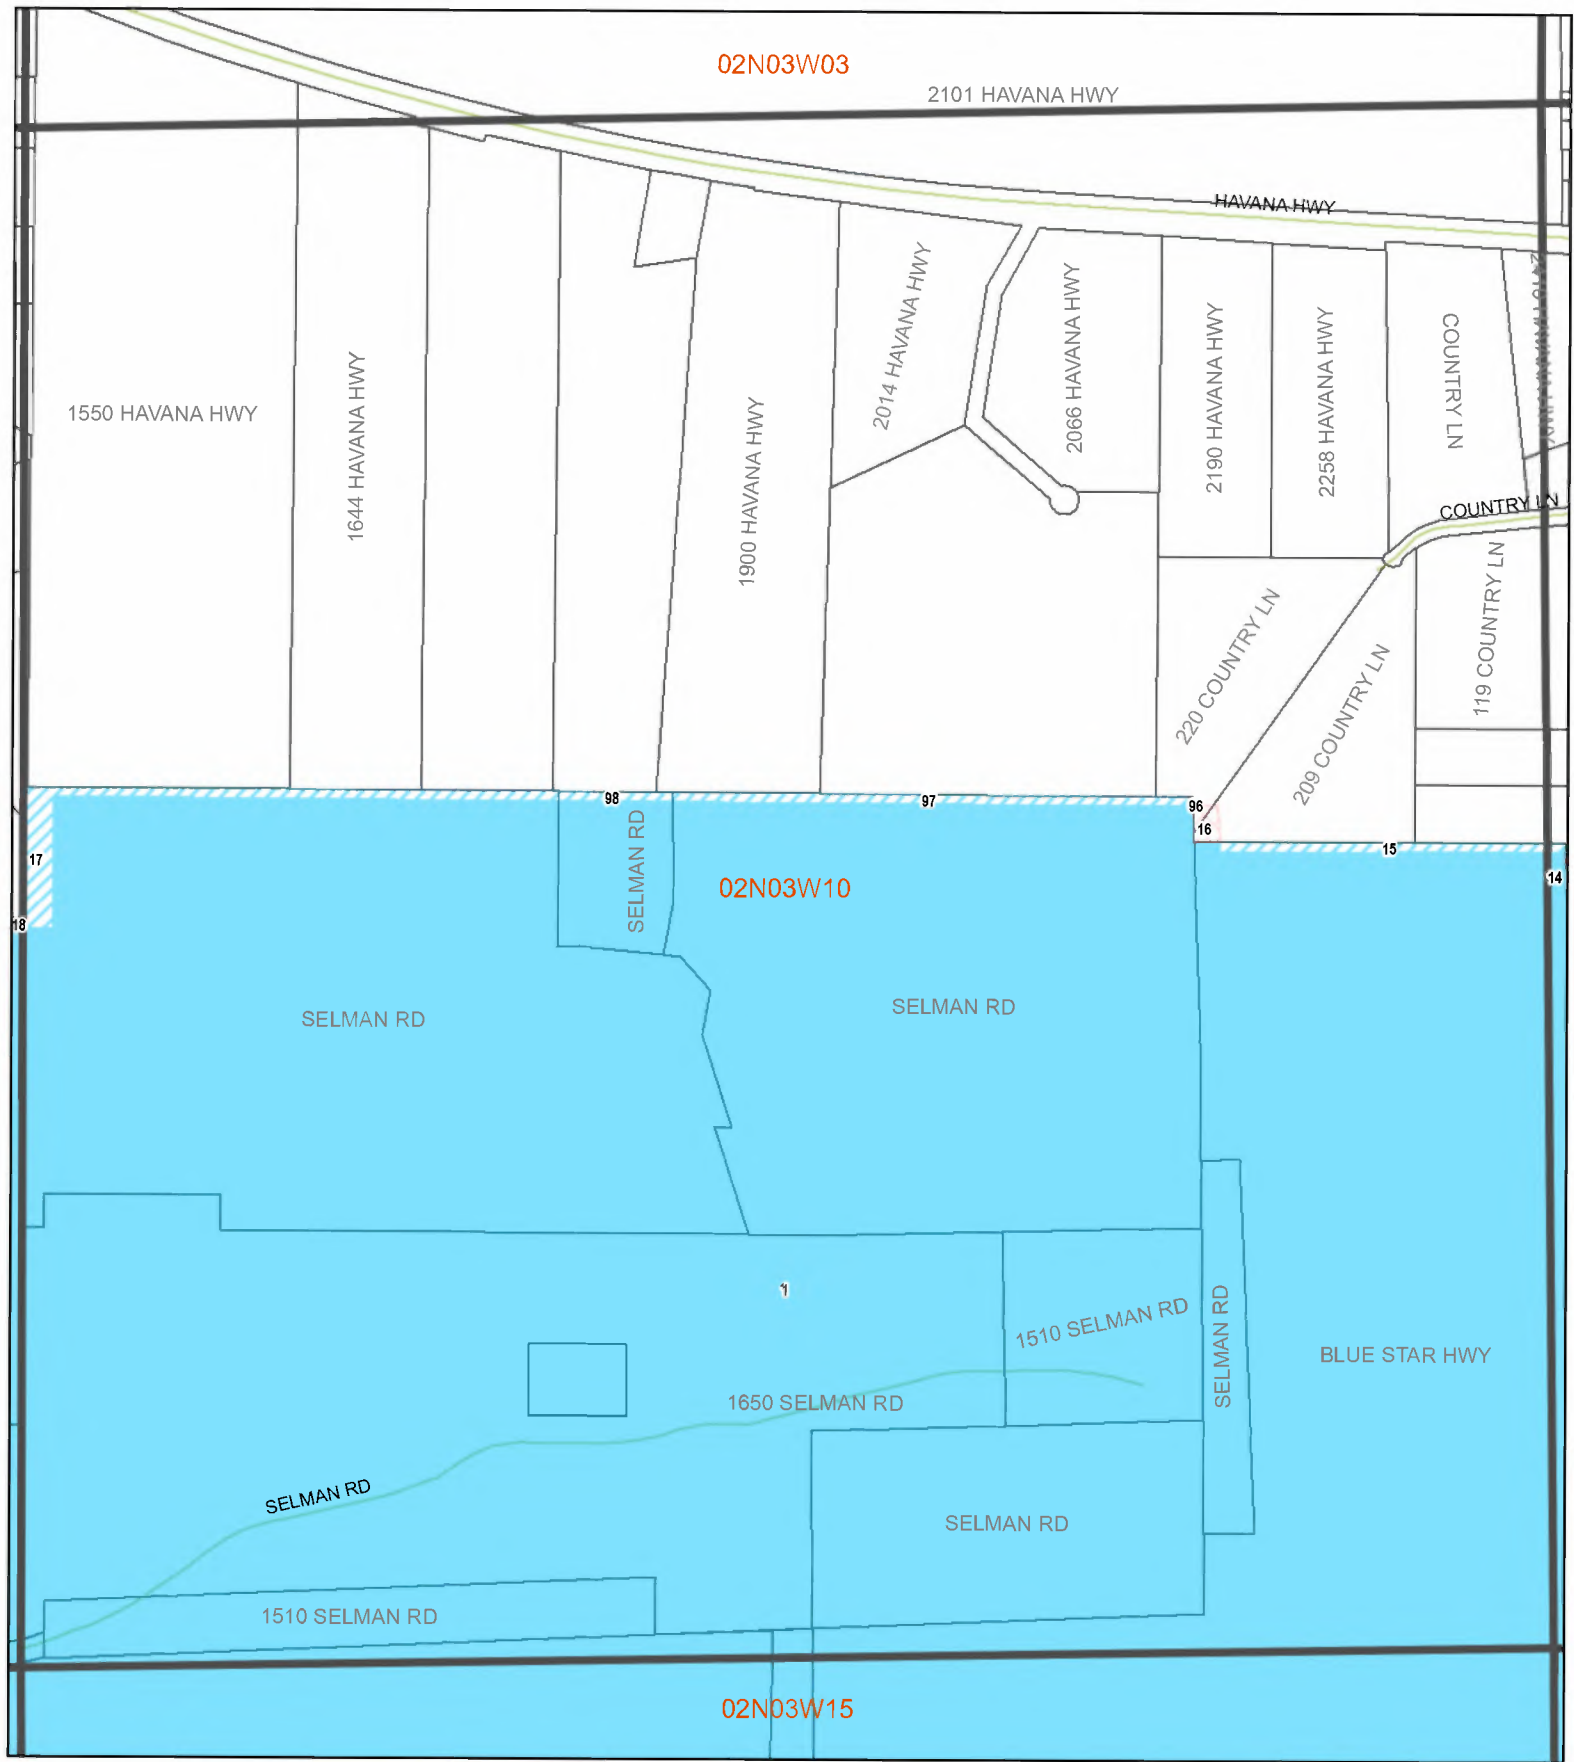 02N03W03
2101 HAVANA HWY
HAVANA HWY
1550 HAVANA HWY
1644 HAVANA HWY
1900 HAVANA HWY
2014 HAVANA HWY
2066 HAVANA HWY
2190 HAVANA HWY
2258 HAVANA HWY
COUNTRY LN
HAVANA HWY
COUNTRY LN
119 COUNTRY LN
220 COUNTRY LN
209 COUNTRY LN
98
97
96
16
15
17
14
18
SELMAN RD
02N03W10
SELMAN RD
SELMAN RD
1
1510 SELMAN RD
SELMAN RD
BLUE STAR HWY
1650 SELMAN RD
SELMAN RD
SELMAN RD
1510 SELMAN RD
02N03W15